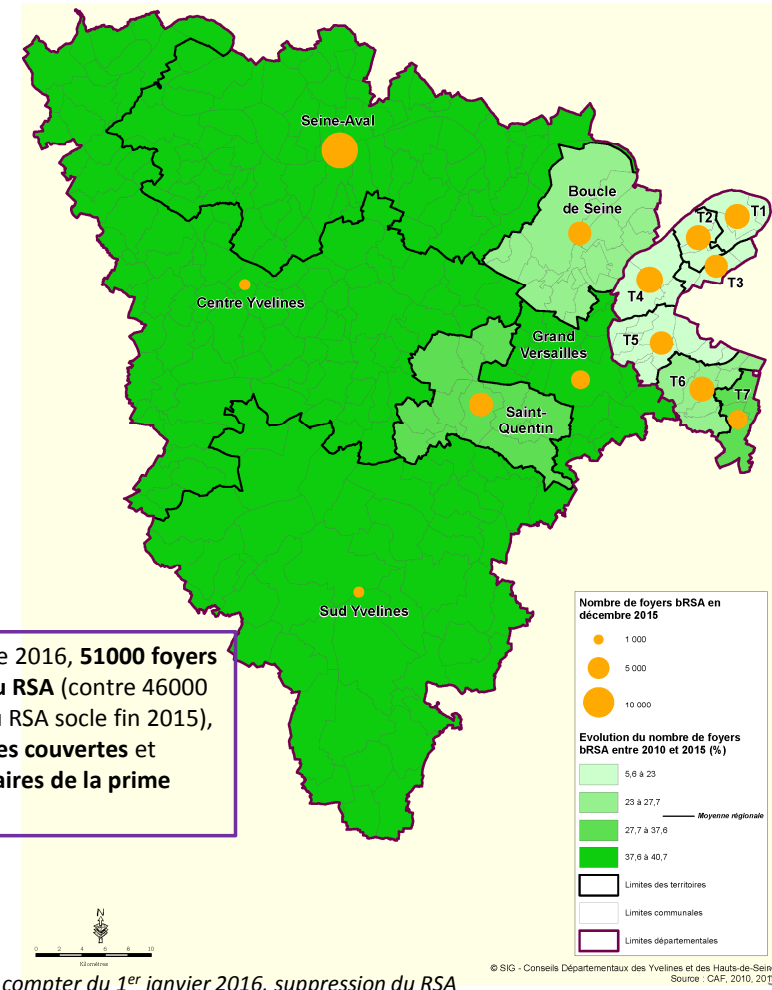 Seine-Aval
Boucle
de Seine
T1
T2
T3
T4
Centre Yvelines
Grand
Versailles
T5
T6
T7
Saint-
Quentin
Sud Yvelines
e 2016, 51000 foyers
u RSA (contre 46000
u RSA socle fin 2015),
es couvertes et
aires de la prime
Nombre de foyers bRSA en
décembre 2015
1 000
5 000
10 000
Evolution du nombre de foyers
bRSA entre 2010 et 2015 (%)
5,6 à 23
23 à 27,7
Moyenne régionale
27,7 à 37,6
37,6 à 40,7
Limites des territoires
Limites communales
Limites départementales
N
0 2 4 6 8 10
Kilomètres
© SIG - Conseils Départementaux des Yvelines et des Hauts-de-Sein
Source : CAF, 2010, 201
compter du 1er janvier 2016, suppression du RSA